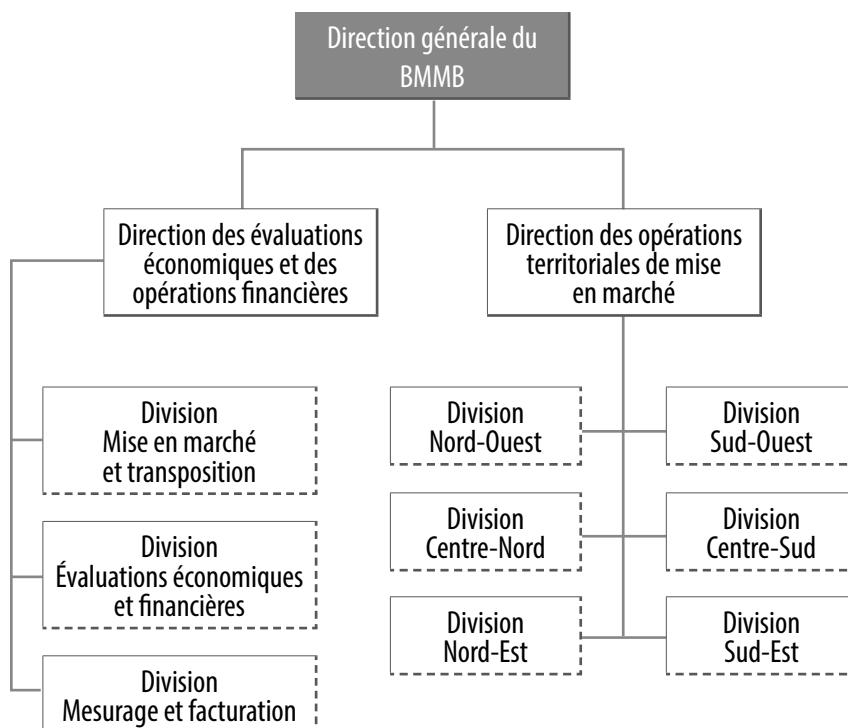 Direction générale du
BMMB
Direction des évaluations
économiques et des
opérations financières
Direction des opérations
territoriales de mise
en marché
Division
Mise en marché
et transposition
Division
Évaluations économiques
et financières
Division
Mesurage et facturation
Division
Nord-Ouest
Division
Sud-Ouest
Division
Centre-Nord
Division
Centre-Sud
Division
Nord-Est
Division
Sud-Est